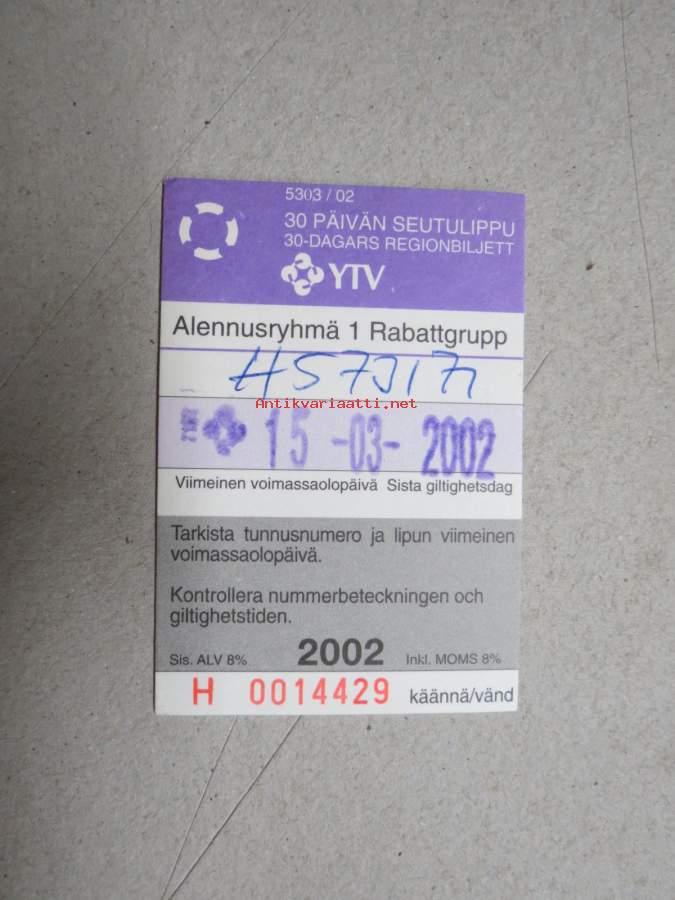 5303 / 02
30 PÄIVÄN SEUTULIPPU
30-DAGARS REGIONBILJETT
YTV
Alennusryhmä 1 Rabattgrupp
Antikvariaatti.net
15 -03- 2002
Viimeinen voimassaolopäivä Sista giltighetsdag
Tarkista tunnusnumero ja lipun viimeinen
voimassaolopäivä.
Kontrollera nummerbeteckningen och
giltighetstiden.
Sis. ALV 8% 2002 Inkl. MOMS 8%
H 0014429 käännä/vänd